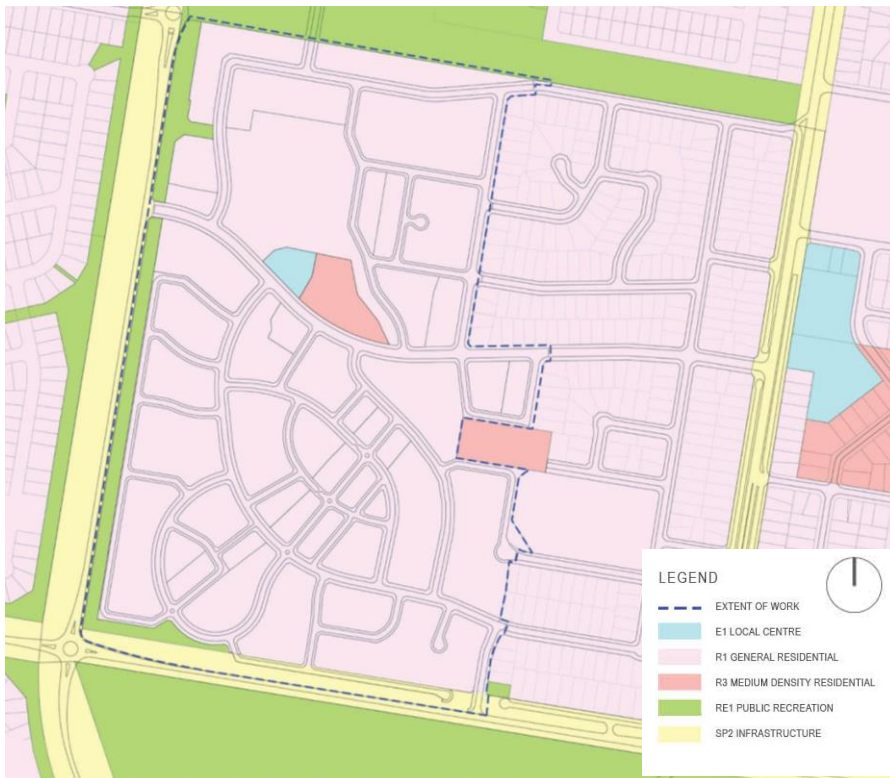 LEGEND
EXTENT OF WORK
E1 LOCAL CENTRE
R1 GENERAL RESIDENTIAL
R3 MEDIUM DENSITY RESIDENTIAL
RE1 PUBLIC RECREATION
SP2 INFRASTRUCTURE